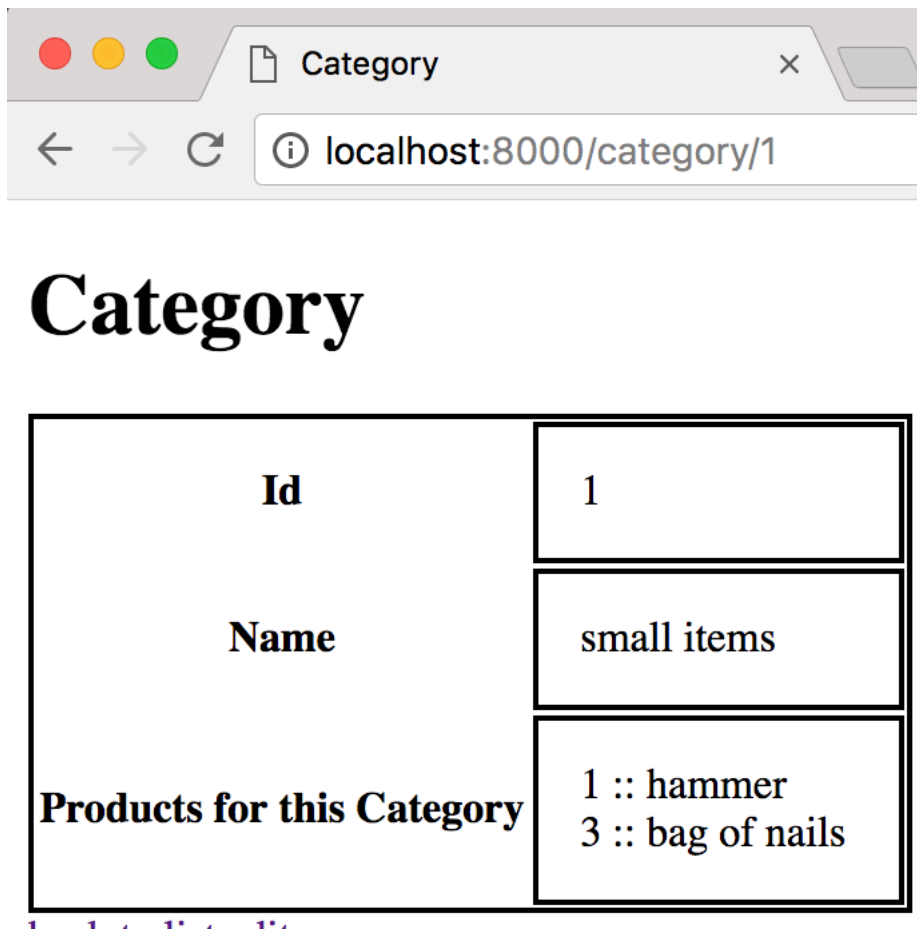 Category
localhost:8000/category/1
Category
Id 1
Name small items
Products for this Category
1 :: hammer
3 :: bag of nails